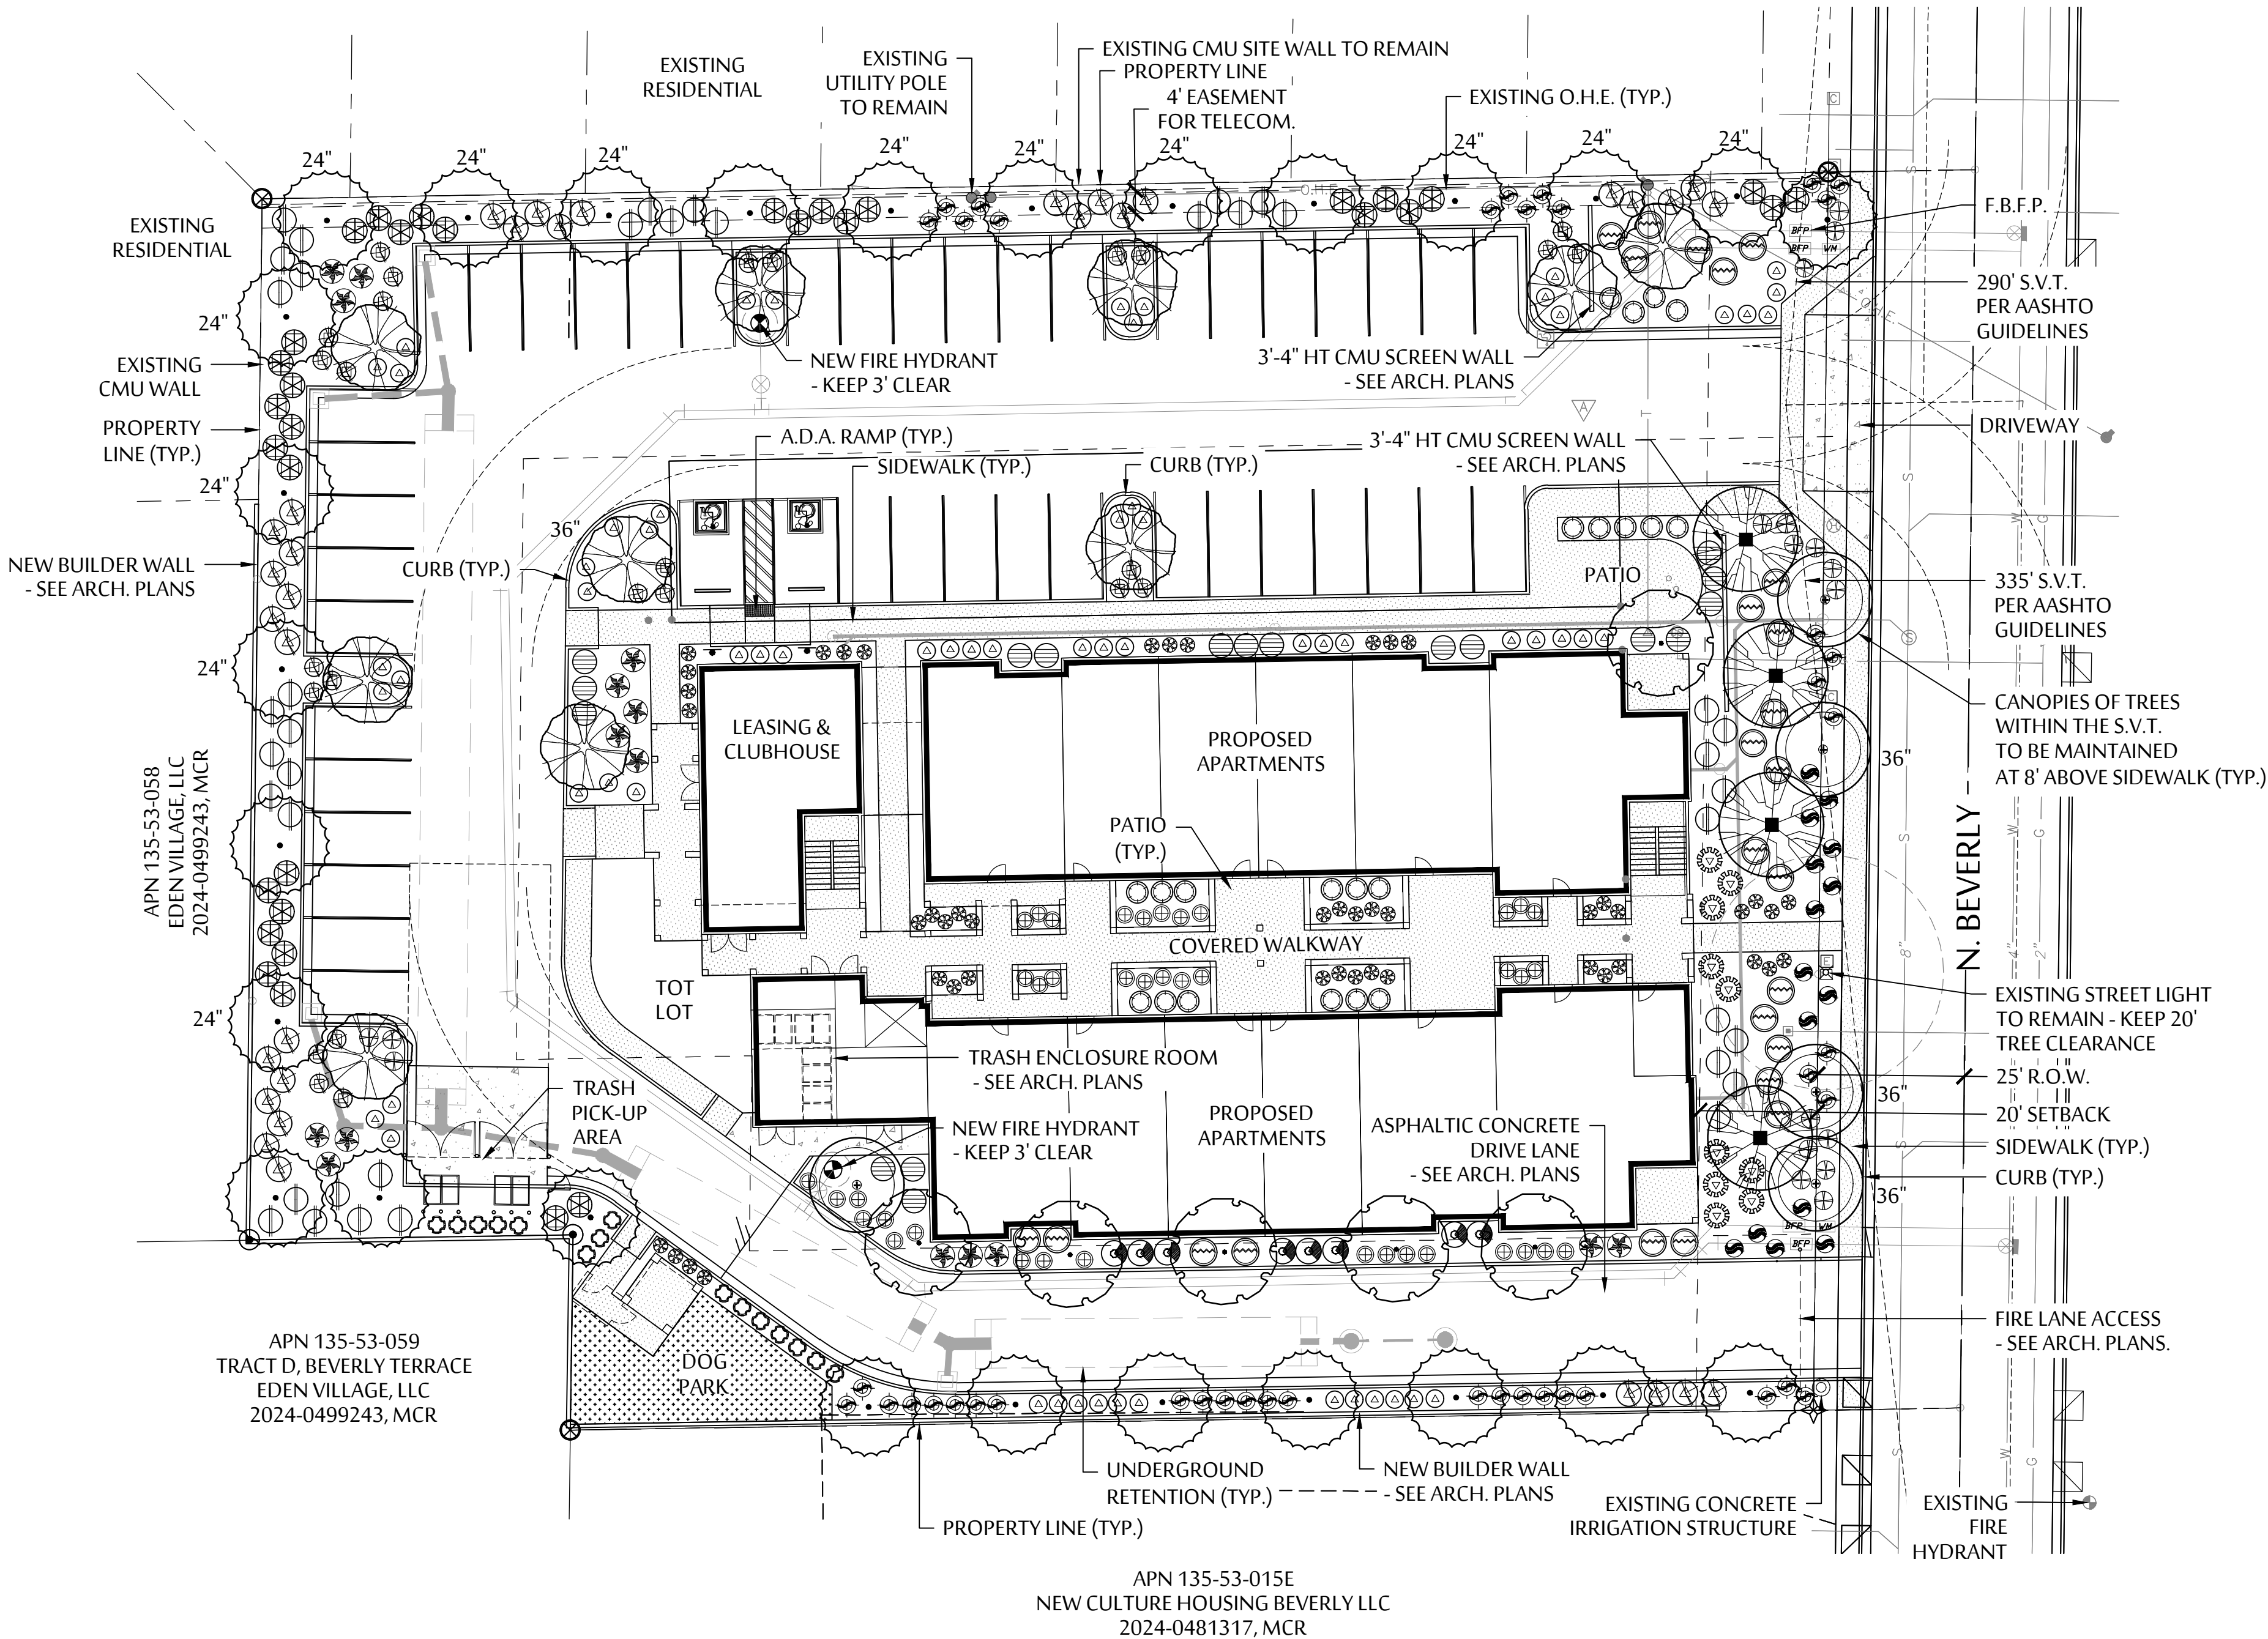 EXISTING
RESIDENTIAL
EXISTING
UTILITY POLE
TO REMAIN
EXISTING CMU SITE WALL TO REMAIN
PROPERTY LINE
4' EASEMENT
FOR TELECOM.
EXISTING O.H.E. (TYP.)
24"
24"
24"
24"
24"
24"
24"
24"
24"
O.H.E.
C
S
EXISTING
RESIDENTIAL
F.B.F.P.
BFP
BFP WM
290' S.V.T.
PER AASHTO
GUIDELINES
O.H.E.
24"
EXISTING
CMU WALL
NEW FIRE HYDRANT
- KEEP 3' CLEAR
3'-4" HT CMU SCREEN WALL
- SEE ARCH. PLANS
A
T
DRIVEWAY
PROPERTY
LINE (TYP.)
A.D.A. RAMP (TYP.)
SIDEWALK (TYP.)
CURB (TYP.)
3'-4" HT CMU SCREEN WALL
- SEE ARCH. PLANS
24"
36"
S
W
G
NEW BUILDER WALL
- SEE ARCH. PLANS
CURB (TYP.)
PATIO
335' S.V.T.
PER AASHTO
GUIDELINES
S
24"
C
CANOPIES OF TREES
WITHIN THE S.V.T.
TO BE MAINTAINED
AT 8' ABOVE SIDEWALK (TYP.)
LEASING &
CLUBHOUSE
PROPOSED
APARTMENTS
36"
APN 135-53-058
EDEN VILLAGE, LLC
2024-0499243, MCR
PATIO
(TYP.)
S
W
G
N. BEVERLY
COVERED WALKWAY
8"
4"
2"
E
TOT
LOT
24"
EXISTING STREET LIGHT
TO REMAIN - KEEP 20'
TREE CLEARANCE
TRASH ENCLOSURE ROOM
- SEE ARCH. PLANS
25' R.O.W.
TRASH
PICK-UP
AREA
36"
20' SETBACK
PROPOSED
APARTMENTS
NEW FIRE HYDRANT
- KEEP 3' CLEAR
ASPHALTIC CONCRETE
DRIVE LANE
- SEE ARCH. PLANS
S
W
G
SIDEWALK (TYP.)
CURB (TYP.)
36"
BFP WM
BFP
FIRE LANE ACCESS
- SEE ARCH. PLANS.
APN 135-53-059
TRACT D, BEVERLY TERRACE
EDEN VILLAGE, LLC
2024-0499243, MCR
DOG
PARK
S
W
G
UNDERGROUND
RETENTION (TYP.)
NEW BUILDER WALL
- SEE ARCH. PLANS
PROPERTY LINE (TYP.)
EXISTING CONCRETE
IRRIGATION STRUCTURE
EXISTING
FIRE
HYDRANT
APN 135-53-015E
NEW CULTURE HOUSING BEVERLY LLC
2024-0481317, MCR